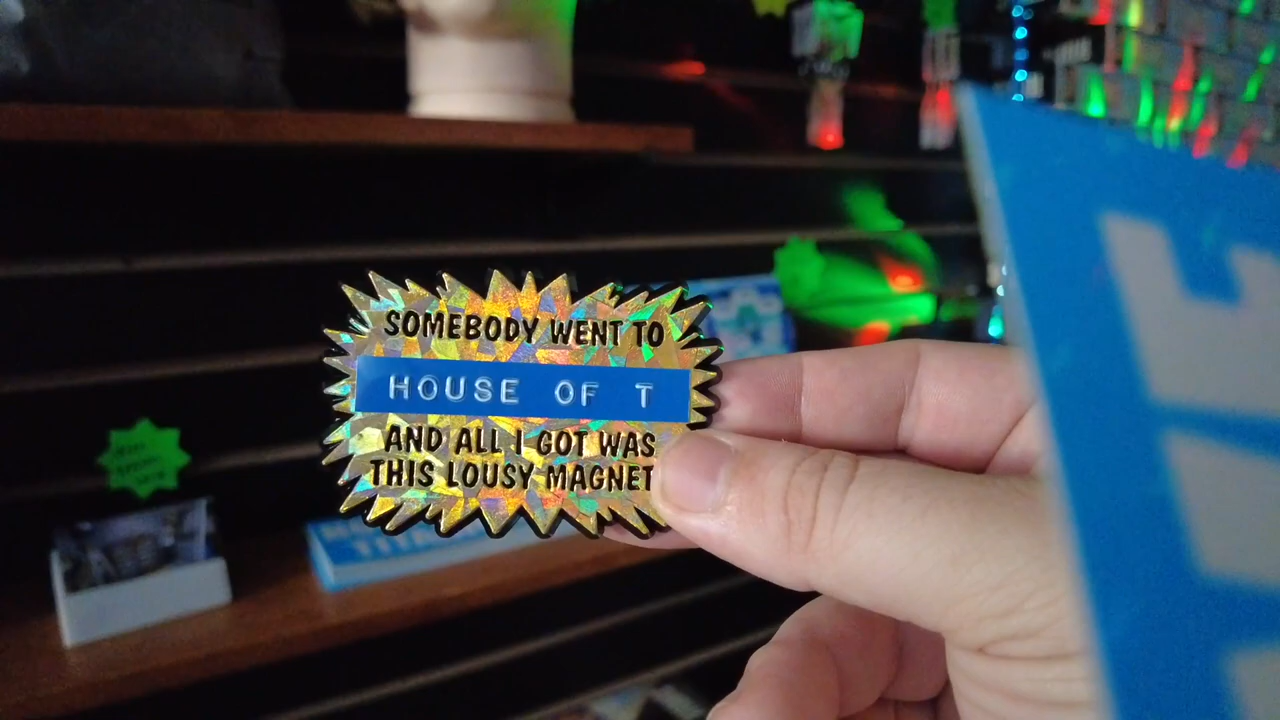 SOMEBODY WENT TO
HOUSE OF T
AND ALL I GOT WAS
THIS LOUSY MAGNET